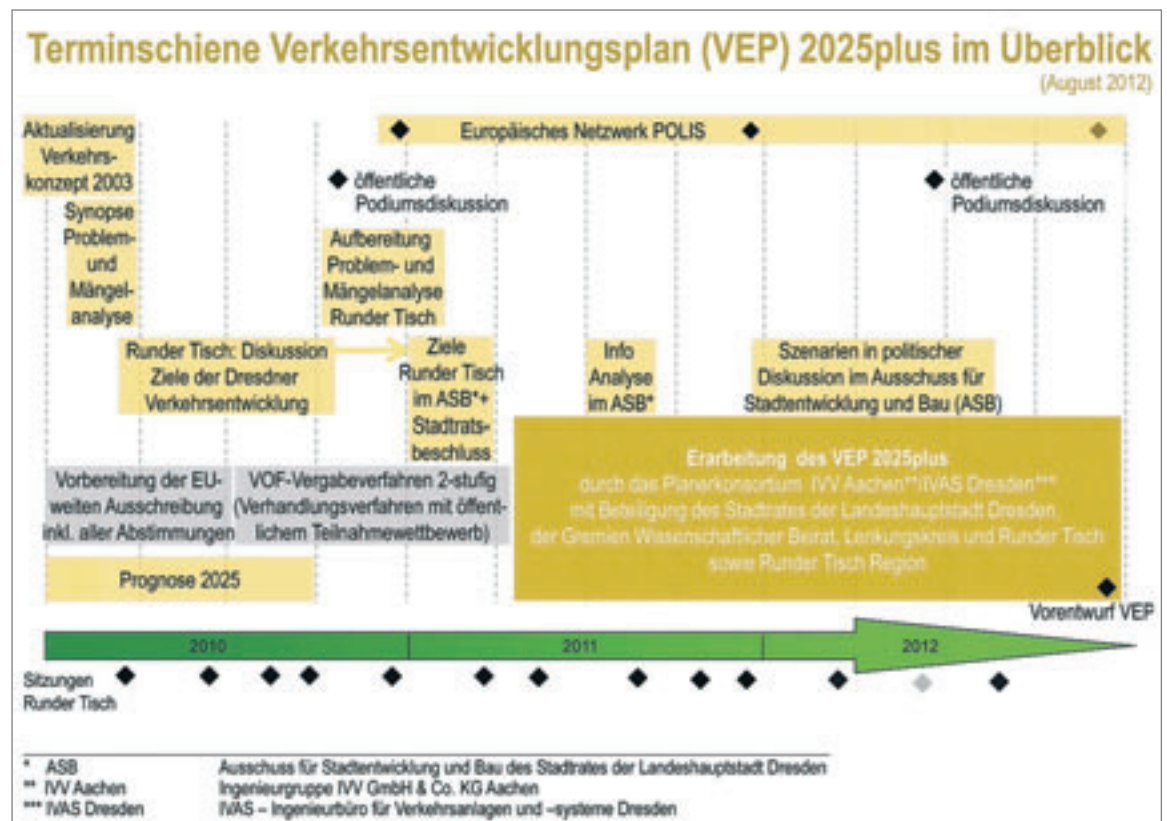 Terminschiene Verkehrsentwicklungsplan (VEP) 2025plus im Überblick
(August 2012)
Aktualisierung
Verkehrs-
konzept 2003
Europäisches Netzwerk POLIS
öffentliche
Podiumsdiskussion
öffentliche
Podiumsdiskussion
Synopse
Problem-
und
Mängel-
analyse
Aufbereitung
Problem- und
Mängelanalyse
Runder Tisch
Runder Tisch: Diskussion
Ziele der Dresdner
Verkehrsentwicklung
Ziele
Runder Tisch
im ASB*+
Stadtrats-
beschluss
Info
Analyse
im ASB*
Szenarien in politischer
Diskussion im Ausschuss für
Stadtentwicklung und Bau (ASB)
Vorbereitung der EU-
weiten Ausschreibung
inkl. aller Abstimmungen
VOF-Vergabeverfahren 2-stufig
(Verhandlungsverfahren mit öffent-
lichem Teilnahmewettbewerb)
Erarbeitung des VEP 2025plus
durch das Planerkonsortium IVV Aachen**/IVAS Dresden***
mit Beteiligung des Stadtrates der Landeshauptstadt Dresden,
der Gremien Wissenschaftlicher Beirat, Lenkungskreis und Runder Tisch
sowie Runder Tisch Region
Prognose 2025
Vorentwurf VEP
2010
2011
2012
Sitzungen
Runder Tisch
* ASB Ausschuss für Stadtentwicklung und Bau des Stadtrates der Landeshauptstadt Dresden
** IVV Aachen Ingenieurgruppe IVV GmbH & Co. KG Aachen
*** IVAS Dresden IVAS – Ingenieurbüro für Verkehrsanlagen und –systeme Dresden